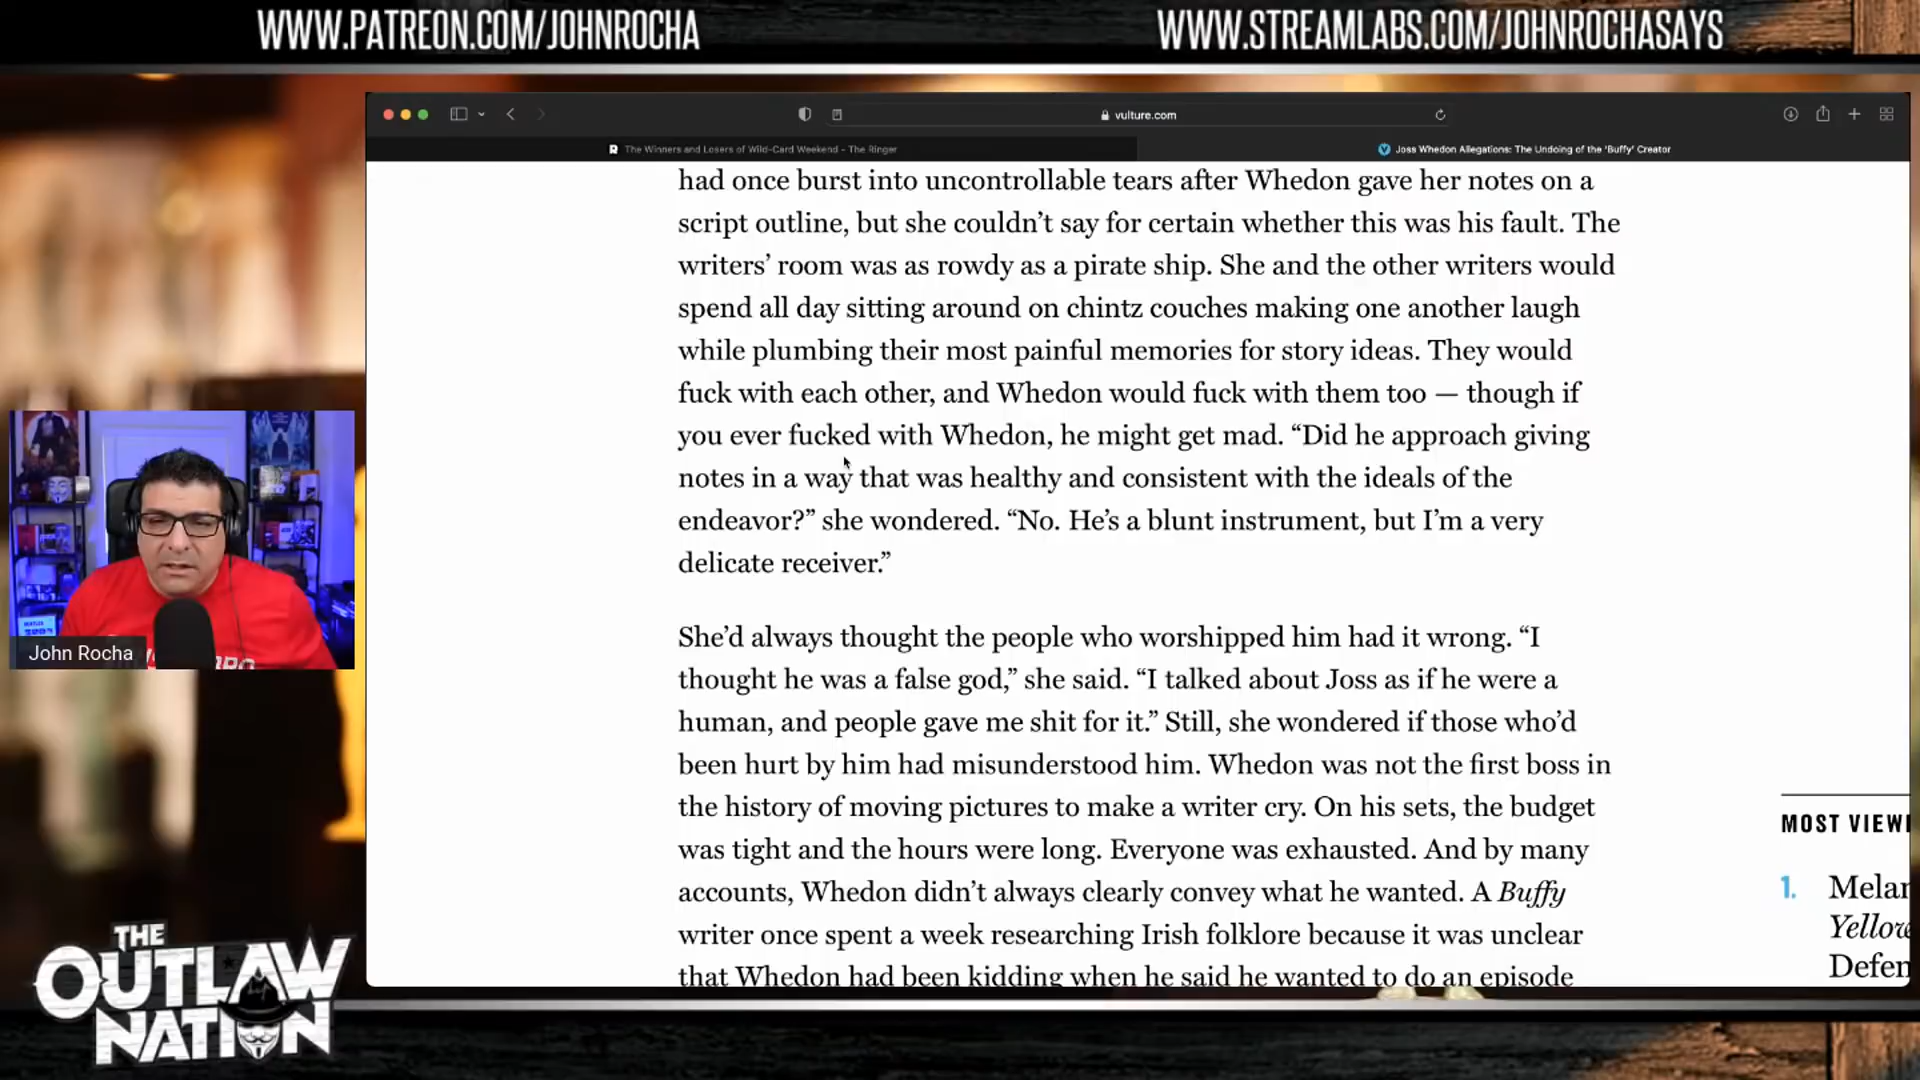 WWW.PATREON.COM/JOHNROCHA
WWW.STREAMLABS.COM/JOHNROCHASAYS
vulture.com
The Winners and Losers of Wild-Card Weekend - The Ringer
Joss Whedon Allegations: The Undoing of the 'Buffy' Creator
had once burst into uncontrollable tears after Whedon gave her notes on a
script outline, but she couldn’t say for certain whether this was his fault. The
writers’ room was as rowdy as a pirate ship. She and the other writers would
spend all day sitting around on chintz couches making one another laugh
while plumbing their most painful memories for story ideas. They would
fuck with each other, and Whedon would fuck with them too — though if
you ever fucked with Whedon, he might get mad. “Did he approach giving
notes in a way that was healthy and consistent with the ideals of the
endeavor?” she wondered. “No. He’s a blunt instrument, but I’m a very
delicate receiver.”
She’d always thought the people who worshipped him had it wrong. “I
thought he was a false god,” she said. “I talked about Joss as if he were a
human, and people gave me shit for it.” Still, she wondered if those who’d
been hurt by him had misunderstood him. Whedon was not the first boss in
the history of moving pictures to make a writer cry. On his sets, the budget
was tight and the hours were long. Everyone was exhausted. And by many
accounts, Whedon didn’t always clearly convey what he wanted. A Buffy
writer once spent a week researching Irish folklore because it was unclear
that Whedon had been kidding when he said he wanted to do an episode
MOST VIEW
1. Melan
Yellow
Defen
John Rocha
THE
OUTLAW
NATION